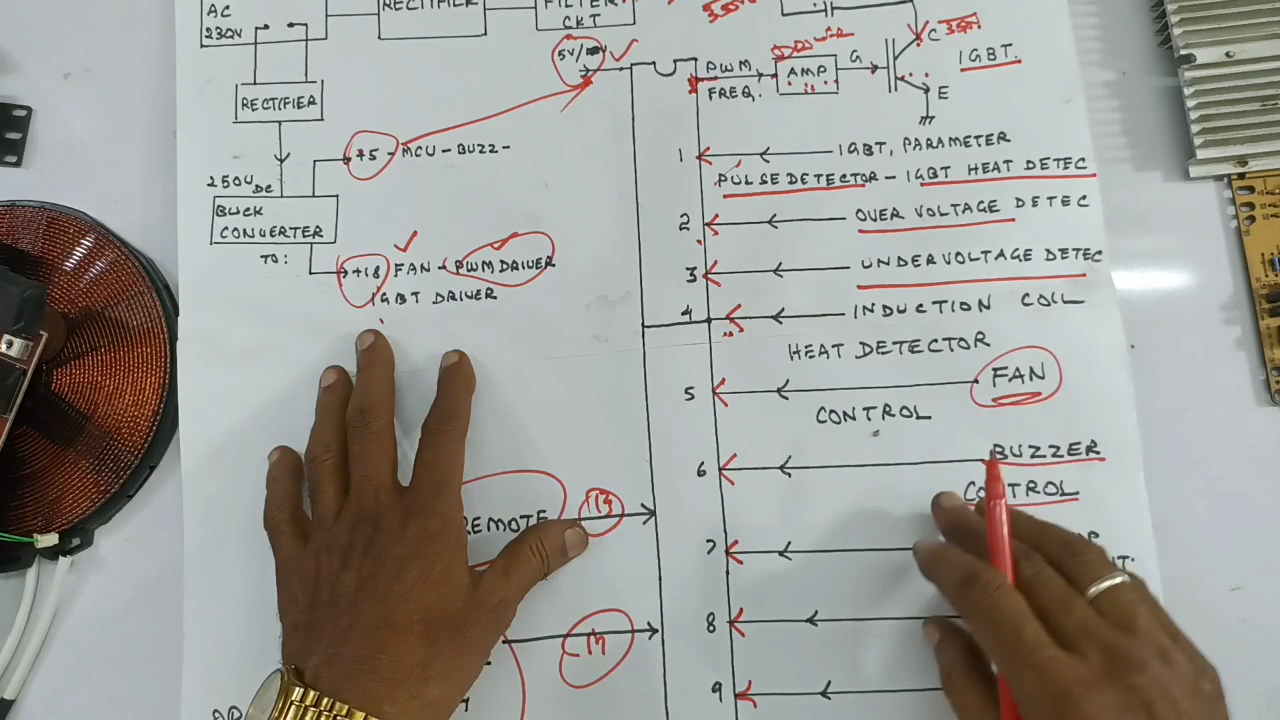 AC
230V
RECTIFIER
FILTER
CKT
RECTIFIER
250V DC
BUCK
CONVERTER
TO:
+5 - MCU - BUZZ -
+18 FAN - PWM DRIVER
IGBT DRIVER
5V/
PWM
FREQ.
AMP
G
C
E
IGBT.
1 IGBT, PARAMETER
PULSE DETECTOR - IGBT HEAT DETEC
2 OVER VOLTAGE DETEC
3 UNDERVOLTAGE DETEC
4 INDUCTION COIL
HEAT DETECTOR
5 FAN
CONTROL
6 BUZZER
CONTROL
7
8
9
REMOTE